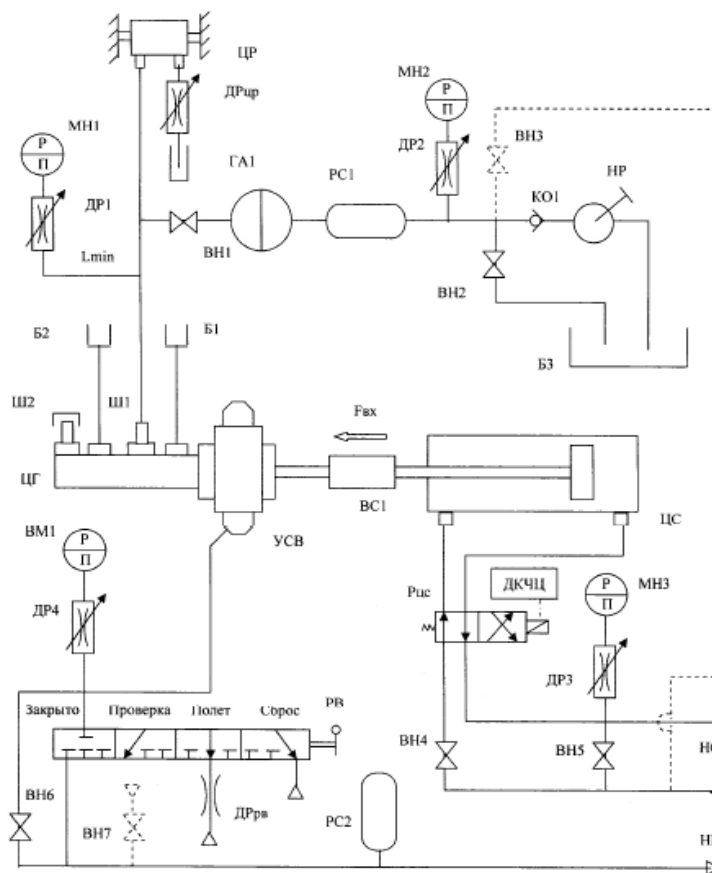 ЦР
МН2
Р
П
ДРцр
МН1
Р
П
ДР2
ВН3
ГА1
РС1
КО1
НР
ДР1
Lmin
ВН1
ВН2
Б2
Б1
Б3
Ш2
Ш1
Fвх
ЦГ
ВС1
ЦС
УСВ
ВМ1
Р
П
ДКЧЦ
Р
П
МН3
Рцс
ДР4
ДР3
Закрыто Проверка Полет Сброс
РВ
ВН4
ВН5
ВН6
ВН7
ДРрв
РС2